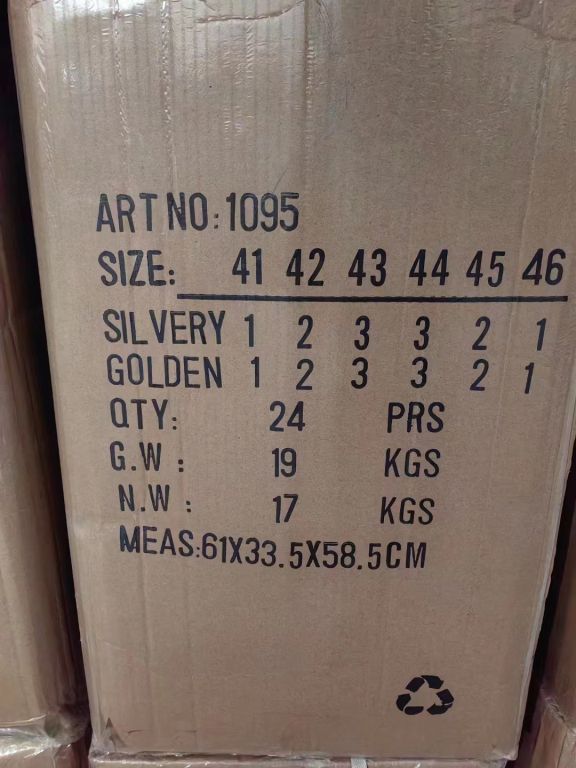 ART NO: 1095
SIZE: 41 42 43 44 45 46
SILVERY 1 2 3 3 2 1
GOLDEN 1 2 3 3 2 1
QTY: 24 PRS
G.W : 19 KGS
N.W : 17 KGS
MEAS:61X33.5X58.5CM